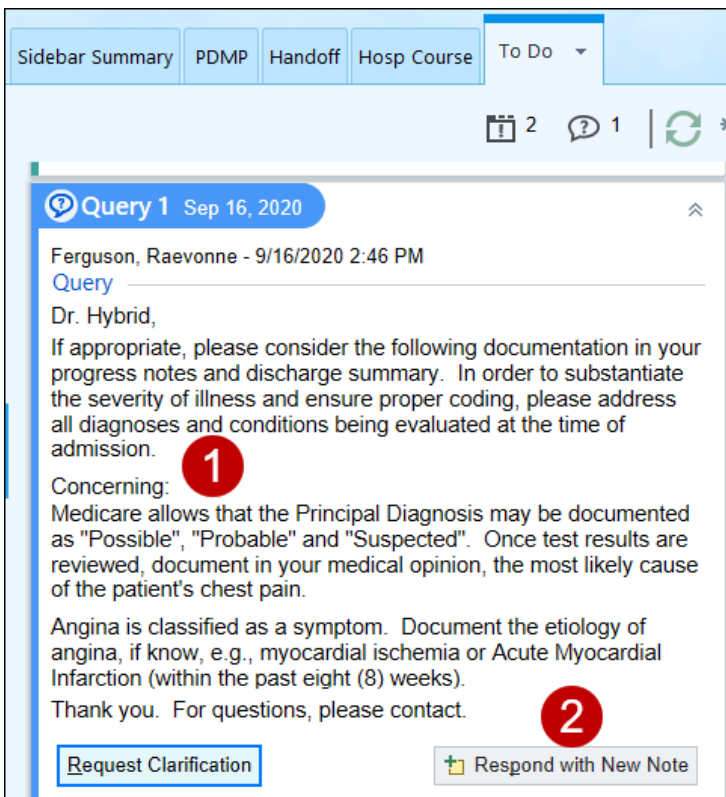 Sidebar Summary PDMP Handoff Hosp Course To Do
2 1
Query 1 Sep 16, 2020
Ferguson, Raevonne - 9/16/2020 2:46 PM
Query
Dr. Hybrid,
If appropriate, please consider the following documentation in your
progress notes and discharge summary. In order to substantiate
the severity of illness and ensure proper coding, please address
all diagnoses and conditions being evaluated at the time of
admission.
1
Concerning:
Medicare allows that the Principal Diagnosis may be documented
as "Possible", "Probable" and "Suspected". Once test results are
reviewed, document in your medical opinion, the most likely cause
of the patient's chest pain.
Angina is classified as a symptom. Document the etiology of
angina, if know, e.g., myocardial ischemia or Acute Myocardial
Infarction (within the past eight (8) weeks).
Thank you. For questions, please contact.
2
Request Clarification Respond with New Note